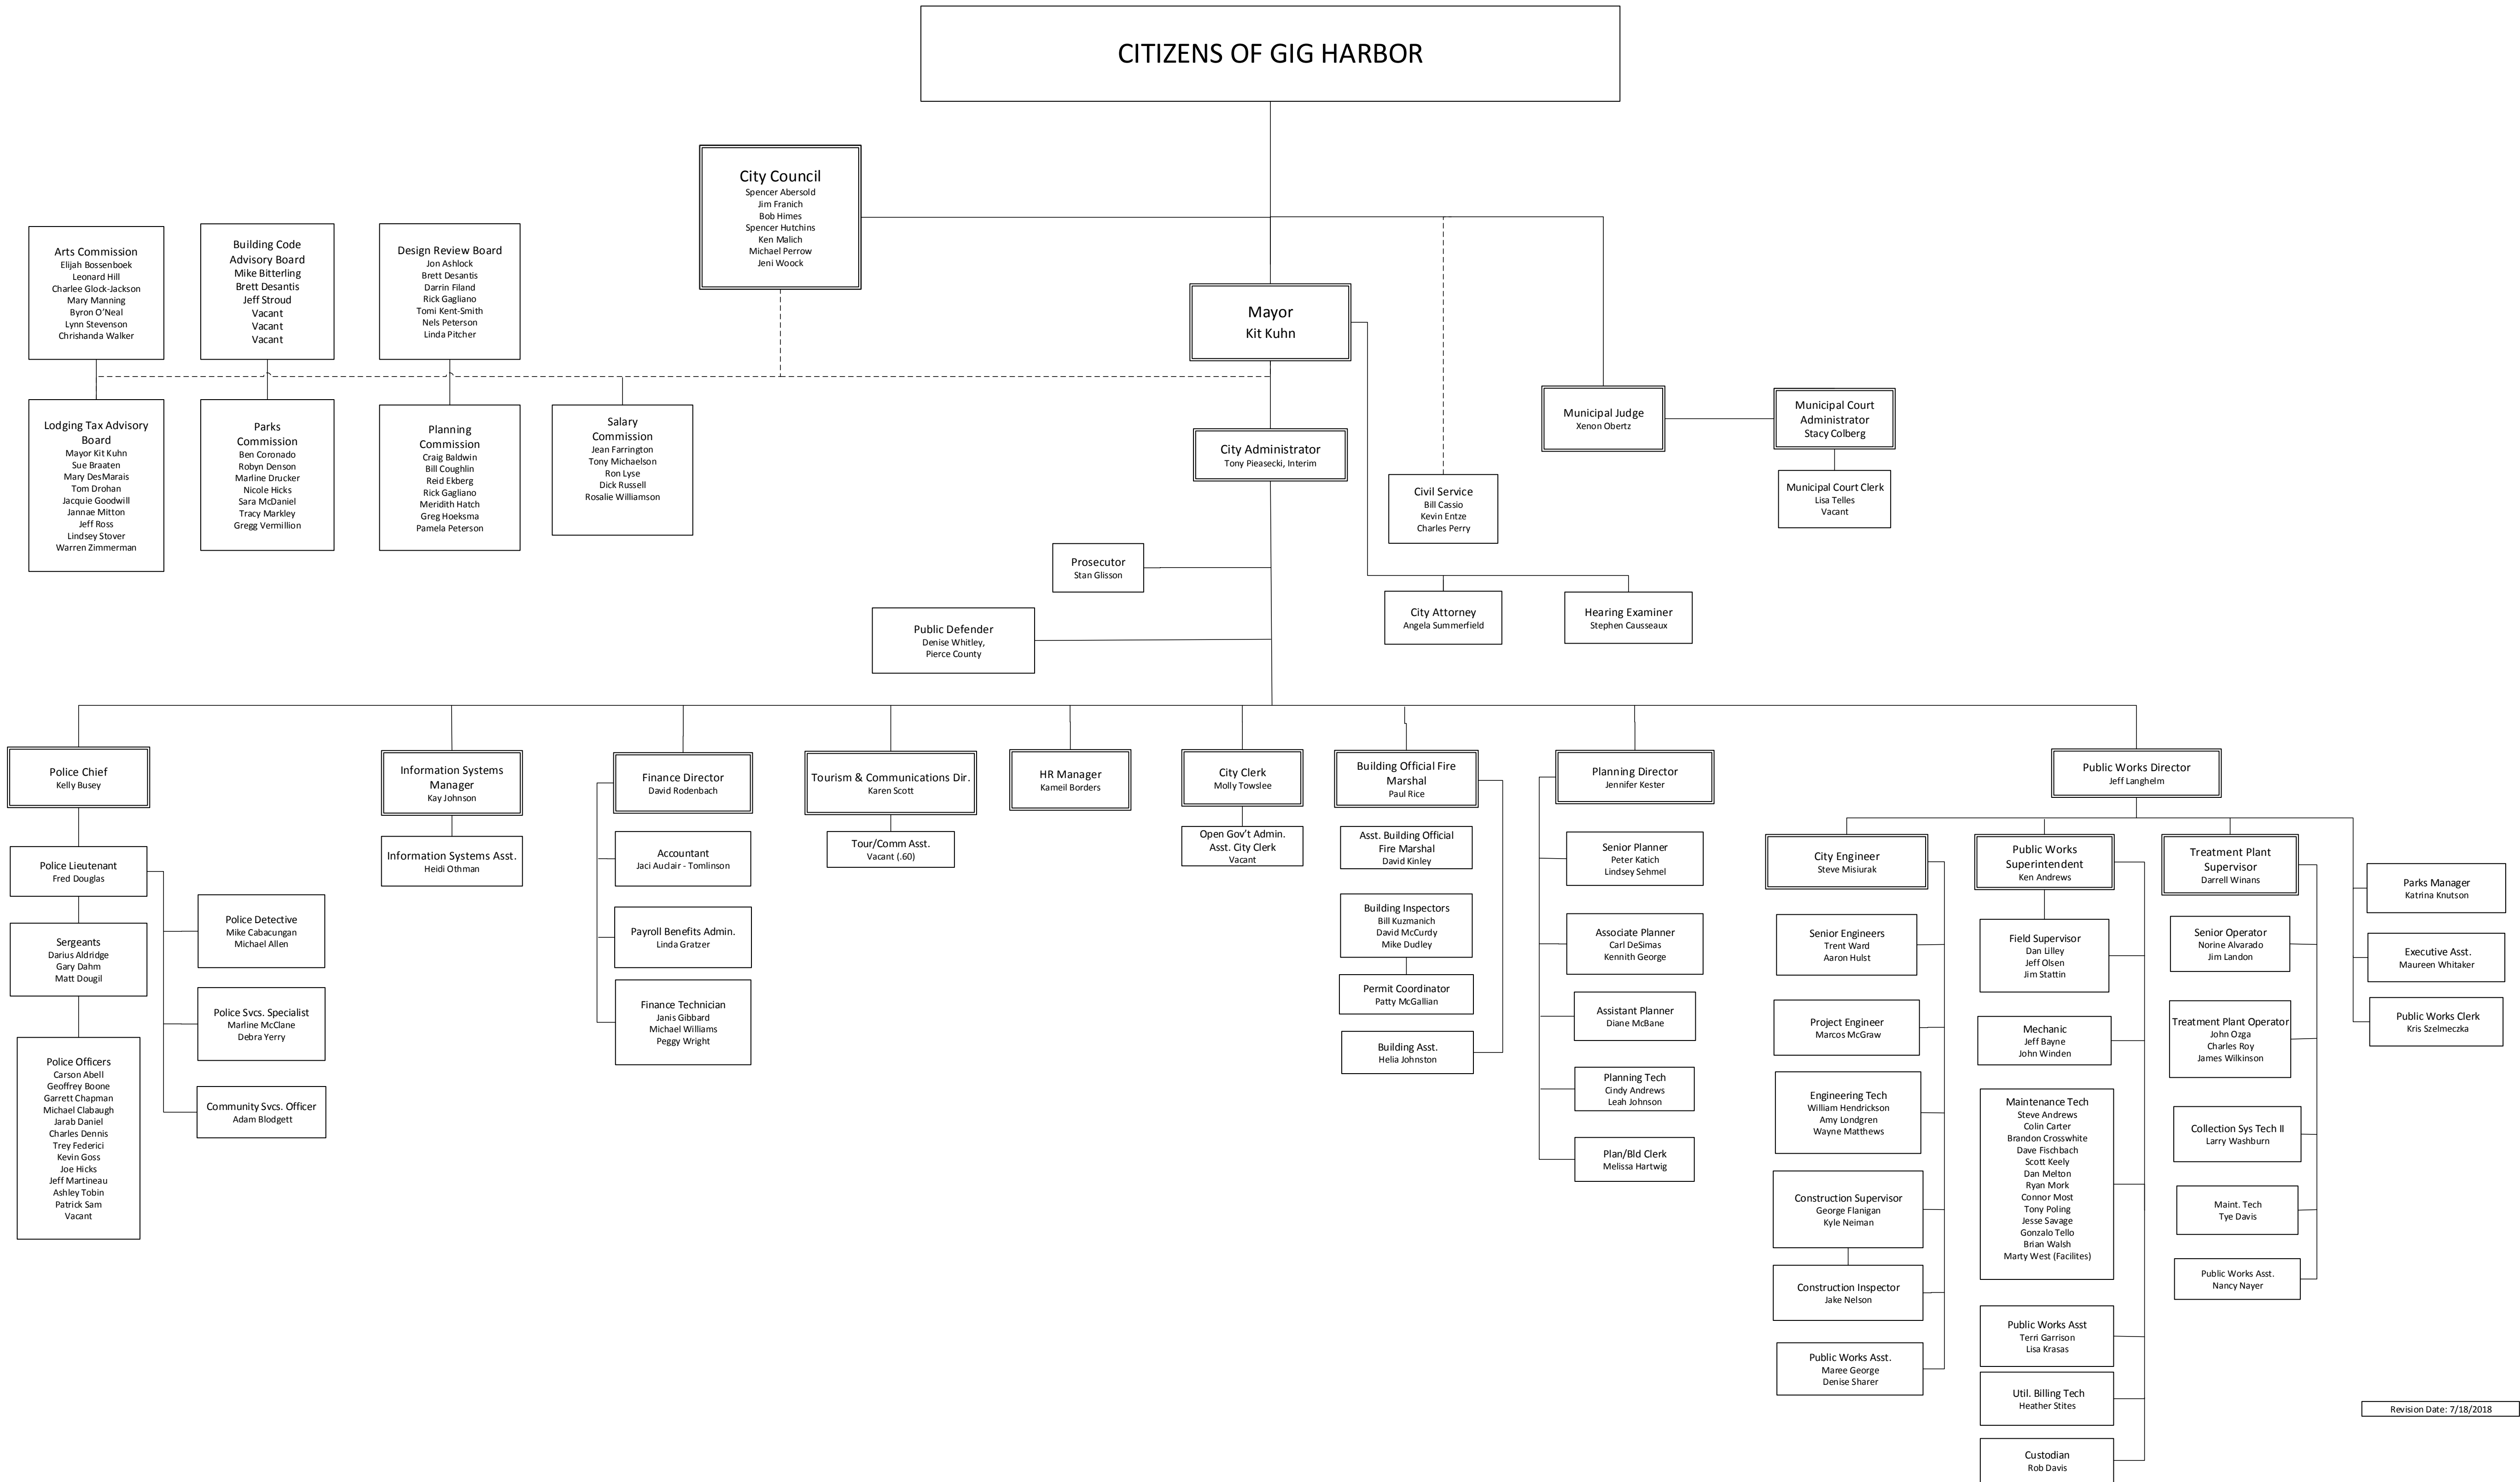 CITIZENS OF GIG HARBOR
City Council
Spencer Abersold
Jim Franich
Bob Himes
Spencer Hutchins
Ken Malich
Michael Perrow
Jeni Woock
Arts Commission
Elijah Bossenboek
Leonard Hill
Charlee Glock-Jackson
Mary Manning
Byron O’Neal
Lynn Stevenson
Chrishanda Walker
Building Code
Advisory Board
Mike Bitterling
Brett Desantis
Jeff Stroud
Vacant
Vacant
Vacant
Design Review Board
Jon Ashlock
Brett Desantis
Darrin Filand
Rick Gagliano
Tomi Kent-Smith
Nels Peterson
Linda Pitcher
Mayor
Kit Kuhn
Lodging Tax Advisory
Board
Mayor Kit Kuhn
Sue Braaten
Mary DesMarais
Tom Drohan
Jacquie Goodwill
Jannae Mitton
Jeff Ross
Lindsey Stover
Warren Zimmerman
Parks
Commission
Ben Coronado
Robyn Denson
Marline Drucker
Nicole Hicks
Sara McDaniel
Tracy Markley
Gregg Vermillion
Planning
Commission
Craig Baldwin
Bill Coughlin
Reid Ekberg
Rick Gagliano
Meridith Hatch
Greg Hoeksma
Pamela Peterson
Salary
Commission
Jean Farrington
Tony Michaelson
Ron Lyse
Dick Russell
Rosalie Williamson
City Administrator
Tony Pieasecki, Interim
Municipal Judge
Xenon Obertz
Municipal Court
Administrator
Stacy Colberg
Municipal Court Clerk
Lisa Telles
Vacant
Civil Service
Bill Cassio
Kevin Entze
Charles Perry
Prosecutor
Stan Glisson
Public Defender
Denise Whitley,
Pierce County
City Attorney
Angela Summerfield
Hearing Examiner
Stephen Causseaux
Police Chief
Kelly Busey
Police Lieutenant
Fred Douglas
Sergeants
Darius Aldridge
Gary Dahm
Matt Dougil
Police Officers
Carson Abell
Geoffrey Boone
Garrett Chapman
Michael Clabaugh
Jarab Daniel
Charles Dennis
Trey Federici
Kevin Goss
Joe Hicks
Jeff Martineau
Ashley Tobin
Patrick Sam
Vacant
Police Detective
Mike Cabacungan
Michael Allen
Police Svcs. Specialist
Marline McClane
Debra Yerry
Community Svcs. Officer
Adam Blodgett
Information Systems
Manager
Kay Johnson
Information Systems Asst.
Heidi Othman
Finance Director
David Rodenbach
Accountant
Jaci Auclair - Tomlinson
Payroll Benefits Admin.
Linda Gratzer
Finance Technician
Janis Gibbard
Michael Williams
Peggy Wright
Tourism & Communications Dir.
Karen Scott
Tour/Comm Asst.
Vacant (.60)
HR Manager
Kameil Borders
City Clerk
Molly Towslee
Open Gov’t Admin.
Asst. City Clerk
Vacant
Building Official Fire
Marshal
Paul Rice
Asst. Building Official
Fire Marshal
David Kinley
Building Inspectors
Bill Kuzmanich
David McCurdy
Mike Dudley
Permit Coordinator
Patty McGallian
Building Asst.
Helia Johnston
Planning Director
Jennifer Kester
Senior Planner
Peter Katich
Lindsey Sehmel
Associate Planner
Carl DeSimas
Kennith George
Assistant Planner
Diane McBane
Planning Tech
Cindy Andrews
Leah Johnson
Plan/Bld Clerk
Melissa Hartwig
Public Works Director
Jeff Langhelm
City Engineer
Steve Misiurak
Senior Engineers
Trent Ward
Aaron Hulst
Project Engineer
Marcos McGraw
Engineering Tech
William Hendrickson
Amy Londgren
Wayne Matthews
Construction Supervisor
George Flanigan
Kyle Neiman
Construction Inspector
Jake Nelson
Public Works Asst.
Maree George
Denise Sharer
Public Works
Superintendent
Ken Andrews
Field Supervisor
Dan Lilley
Jeff Olsen
Jim Stattin
Mechanic
Jeff Bayne
John Winden
Maintenance Tech
Steve Andrews
Colin Carter
Brandon Crosswhite
Dave Fischbach
Scott Keely
Dan Melton
Ryan Mork
Connor Most
Tony Poling
Jesse Savage
Gonzalo Tello
Brian Walsh
Marty West (Facilites)
Public Works Asst
Terri Garrison
Lisa Krasas
Util. Billing Tech
Heather Stites
Custodian
Rob Davis
Treatment Plant
Supervisor
Darrell Winans
Senior Operator
Norine Alvarado
Jim Landon
Treatment Plant Operator
John Ozga
Charles Roy
James Wilkinson
Collection Sys Tech II
Larry Washburn
Maint. Tech
Tye Davis
Public Works Asst.
Nancy Nayer
Parks Manager
Katrina Knutson
Executive Asst.
Maureen Whitaker
Public Works Clerk
Kris Szelmeczka
Revision Date: 7/18/2018